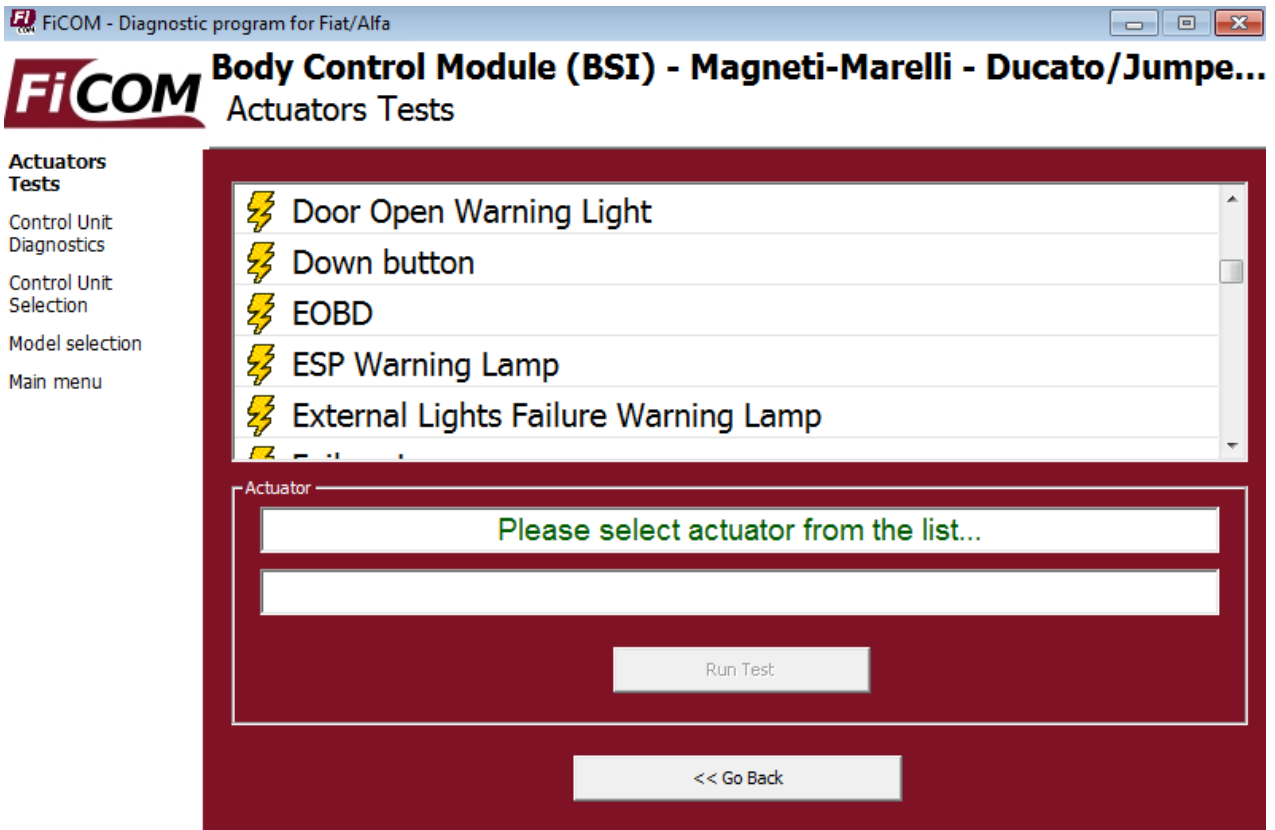 FiCOM - Diagnostic program for Fiat/Alfa
FiCOM
Body Control Module (BSI) - Magneti-Marelli - Ducato/Jumpe...
Actuators Tests
Actuators
Tests
Control Unit
Diagnostics
Control Unit
Selection
Model selection
Main menu
Door Open Warning Light
Down button
EOBD
ESP Warning Lamp
External Lights Failure Warning Lamp
Actuator
Please select actuator from the list...
Run Test
<< Go Back